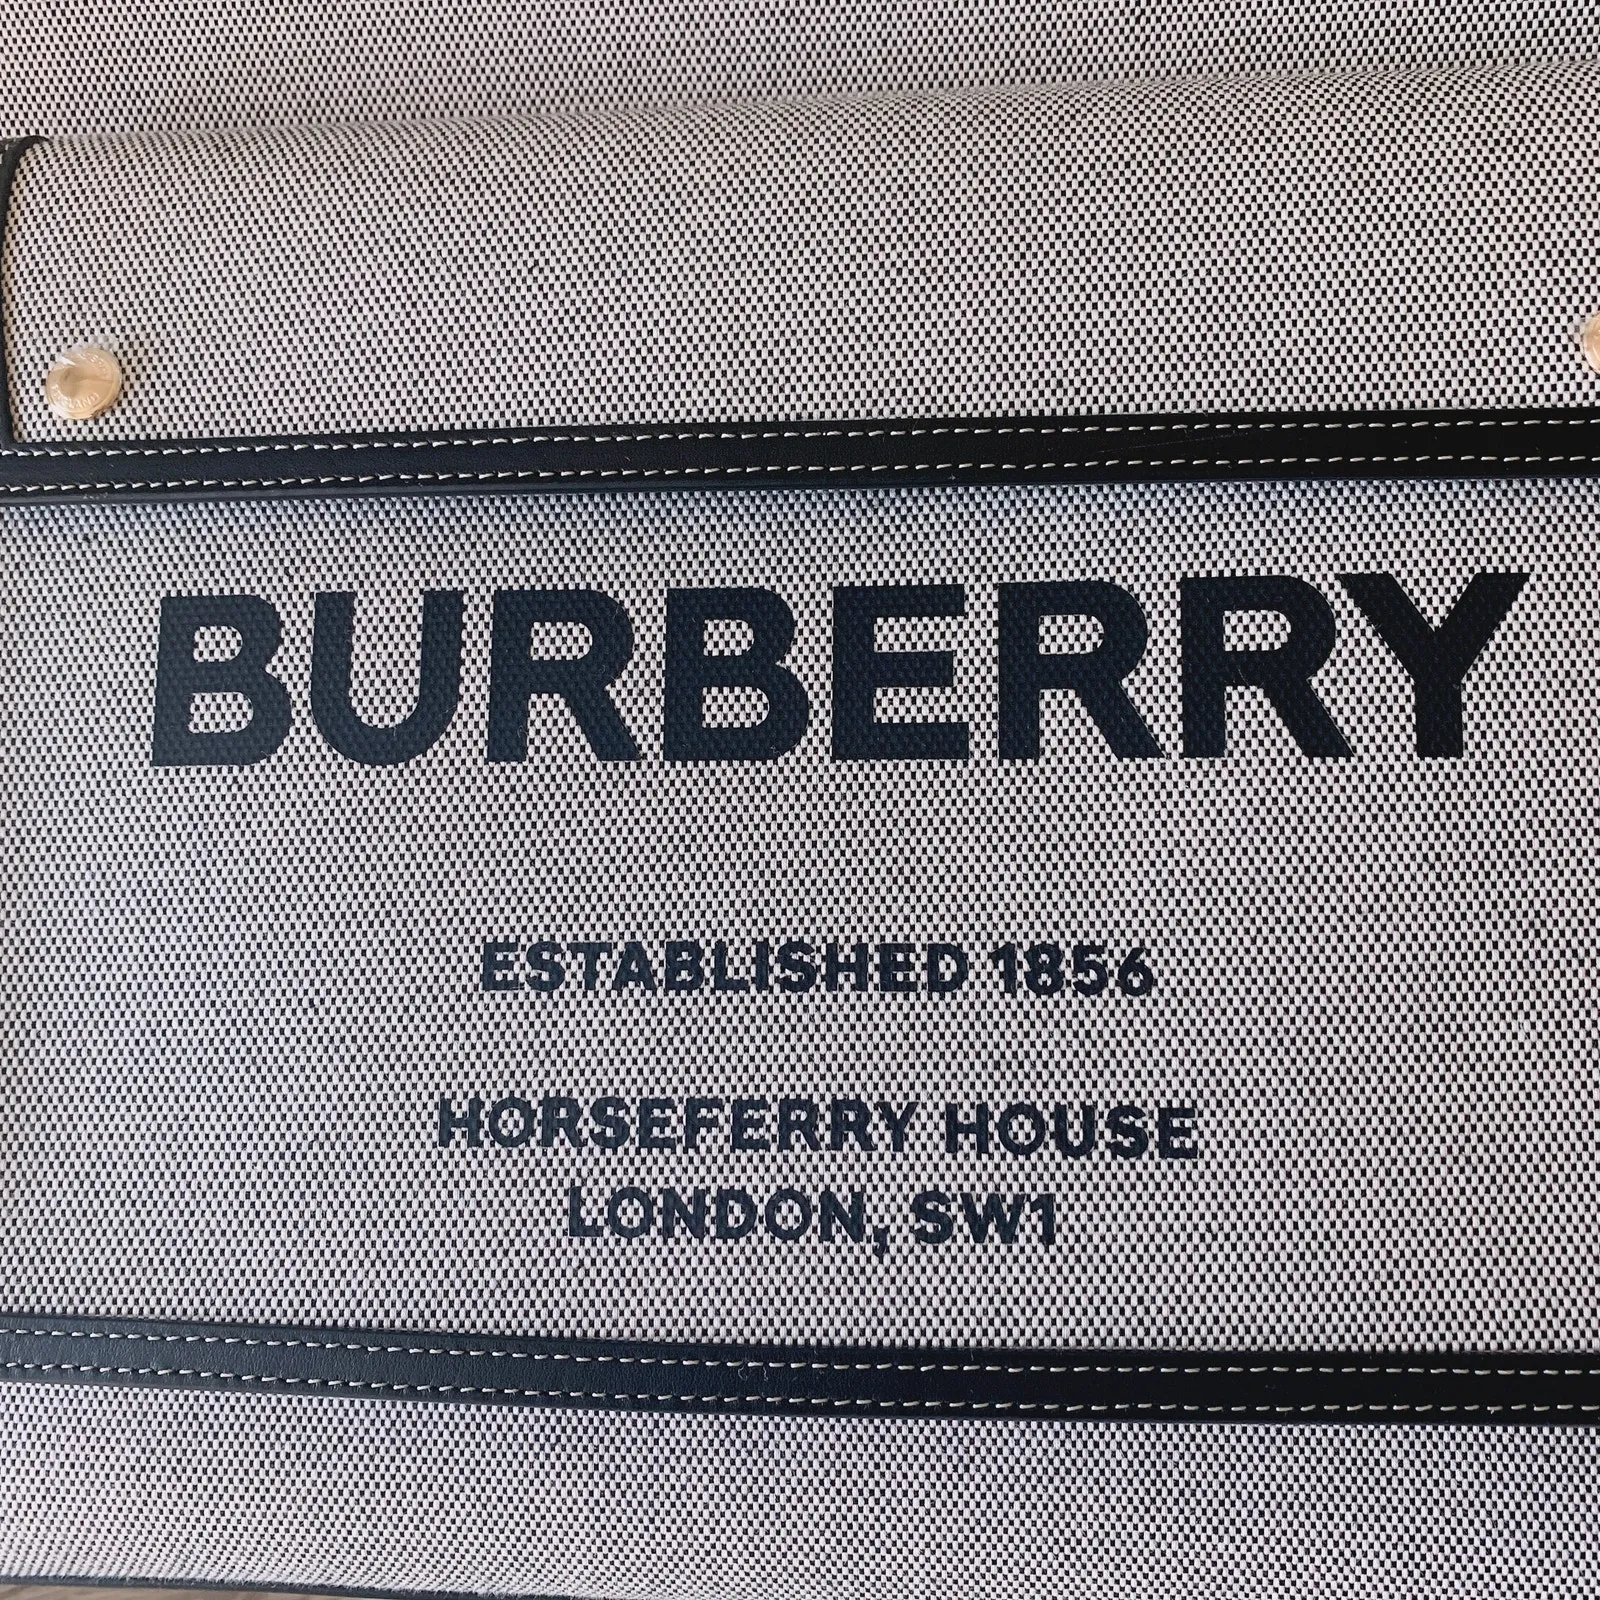 BURBERRY
ESTABLISHED 1856
HORSEFERRY HOUSE
LONDON, SW1